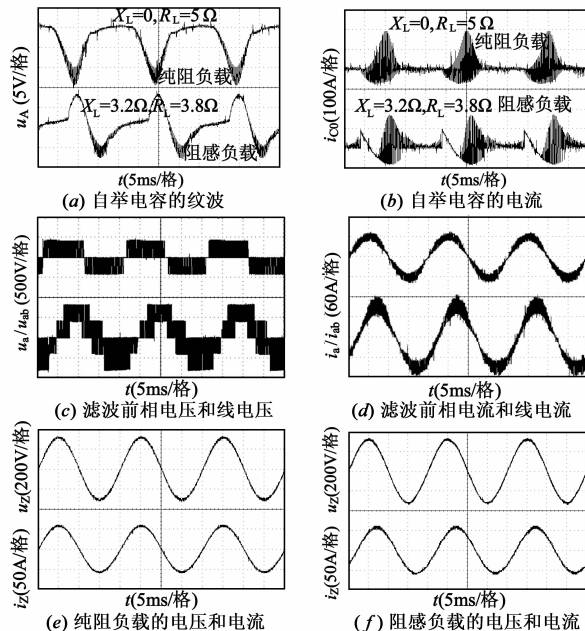 X_L=0, R_L=5 Ω
纯阻负载
X_L=3.2Ω, R_L=3.8Ω
阻感负载
u_A (5V/格)
t(5ms/格)
(a) 自举电容的纹波
X_L=0, R_L=5 Ω
纯阻负载
X_L=3.2Ω, R_L=3.8Ω 阻感负载
i_C0(100A/格)
t(5ms/格)
(b) 自举电容的电流
u_a/u_ab(500V/格)
t(5ms/格)
(c) 滤波前相电压和线电压
i_a/i_ab(60A/格)
t(5ms/格)
(d) 滤波前相电流和线电流
u_Z(200V/格)
i_Z(50A/格)
t(5ms/格)
(e) 纯阻负载的电压和电流
u_Z(200V/格)
i_Z(50A/格)
t(5ms/格)
(f) 阻感负载的电压和电流